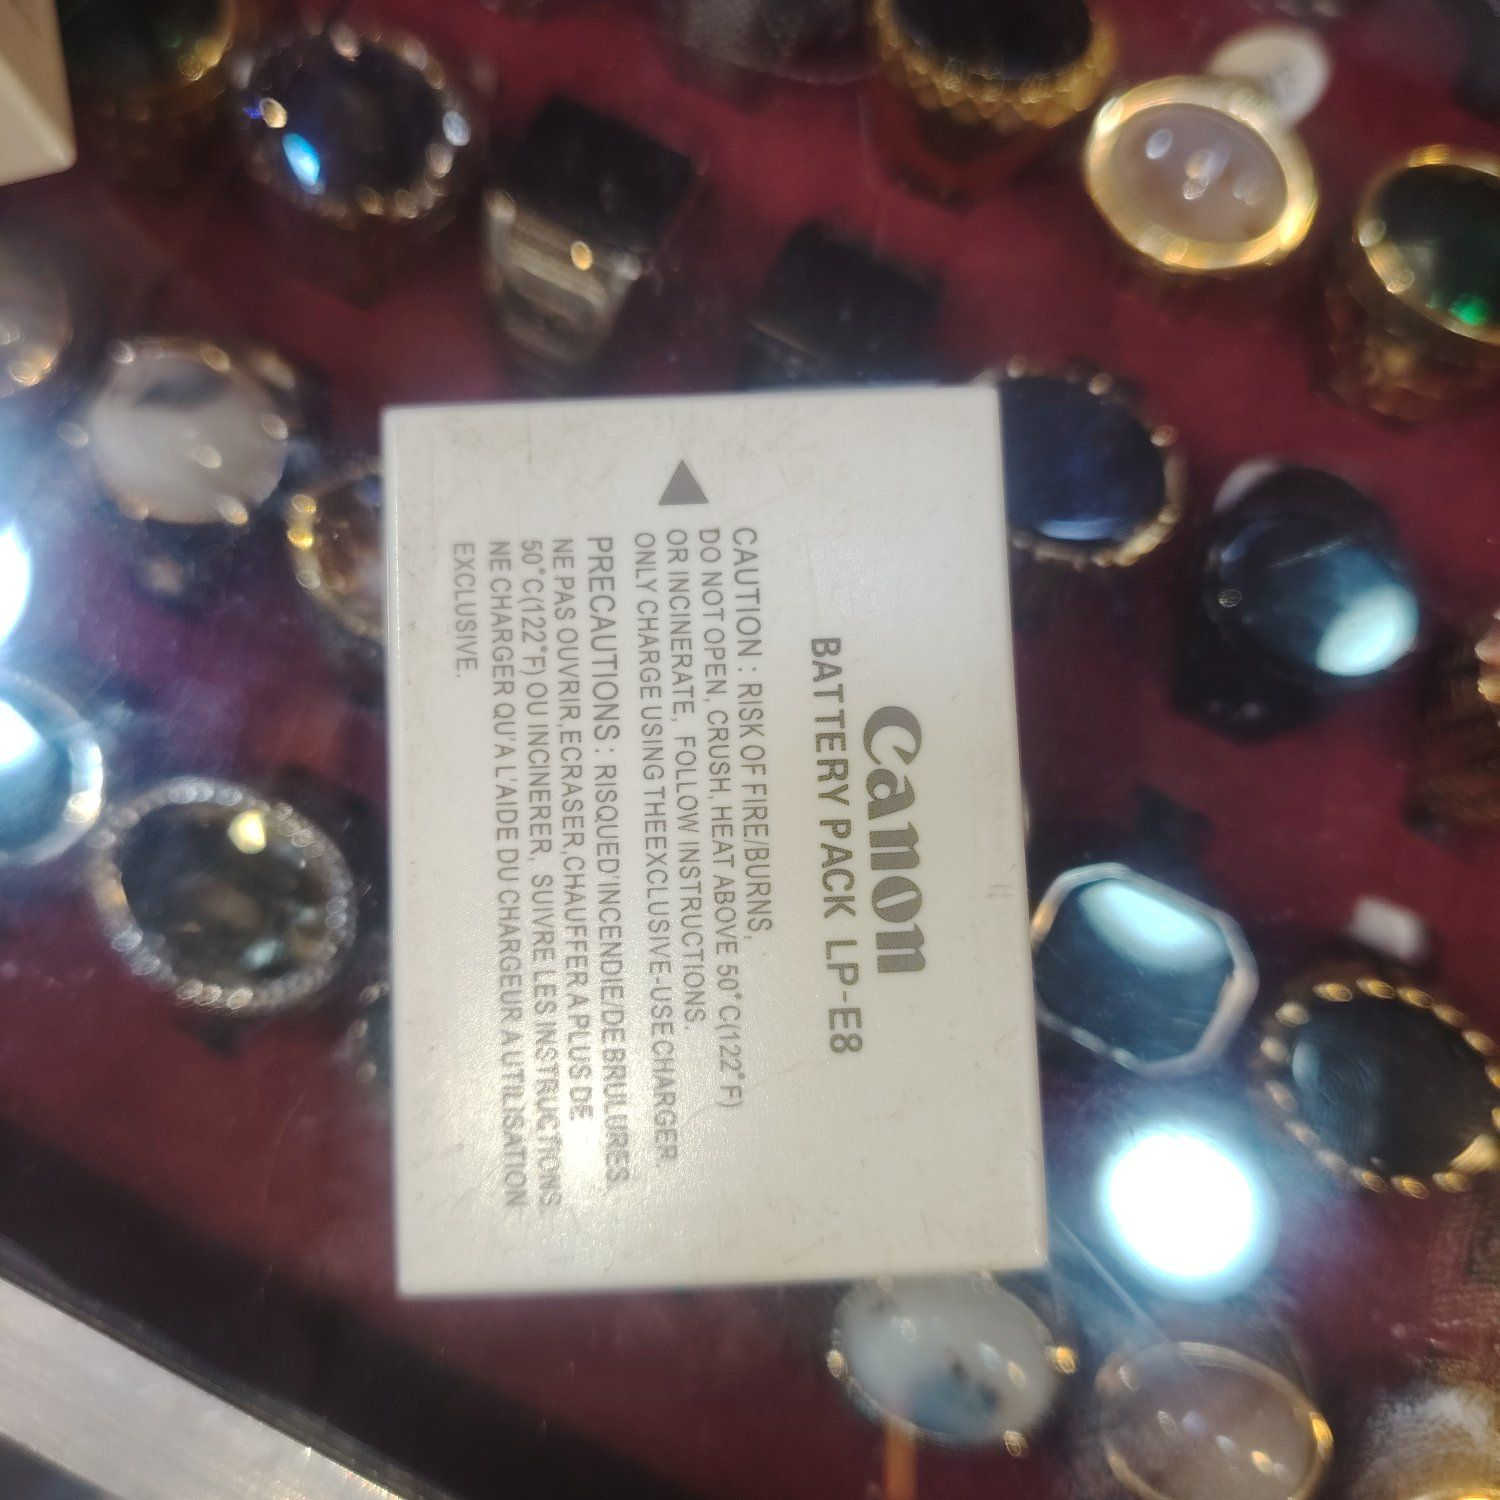 Canon
BATTERY PACK LP-E8
CAUTION : RISK OF FIRE/BURNS,
DO NOT OPEN, CRUSH, HEAT ABOVE 50°C(122°F)
OR INCINERATE, FOLLOW INSTRUCTIONS.
ONLY CHARGE USING THEEXCLUSIVE-USE CHARGER.
PRECAUTIONS : RISQUED'INCENDIE/DE BRULURES.
NE PAS OUVRIR,ECRASER,CHAUFFER A PLUS DE
50°C(122°F) OU INCINERER, SUIVRE LES INSTRUCTIONS.
NE CHARGER QU'A L'AIDE DU CHARGEUR A UTILISATION
EXCLUSIVE.